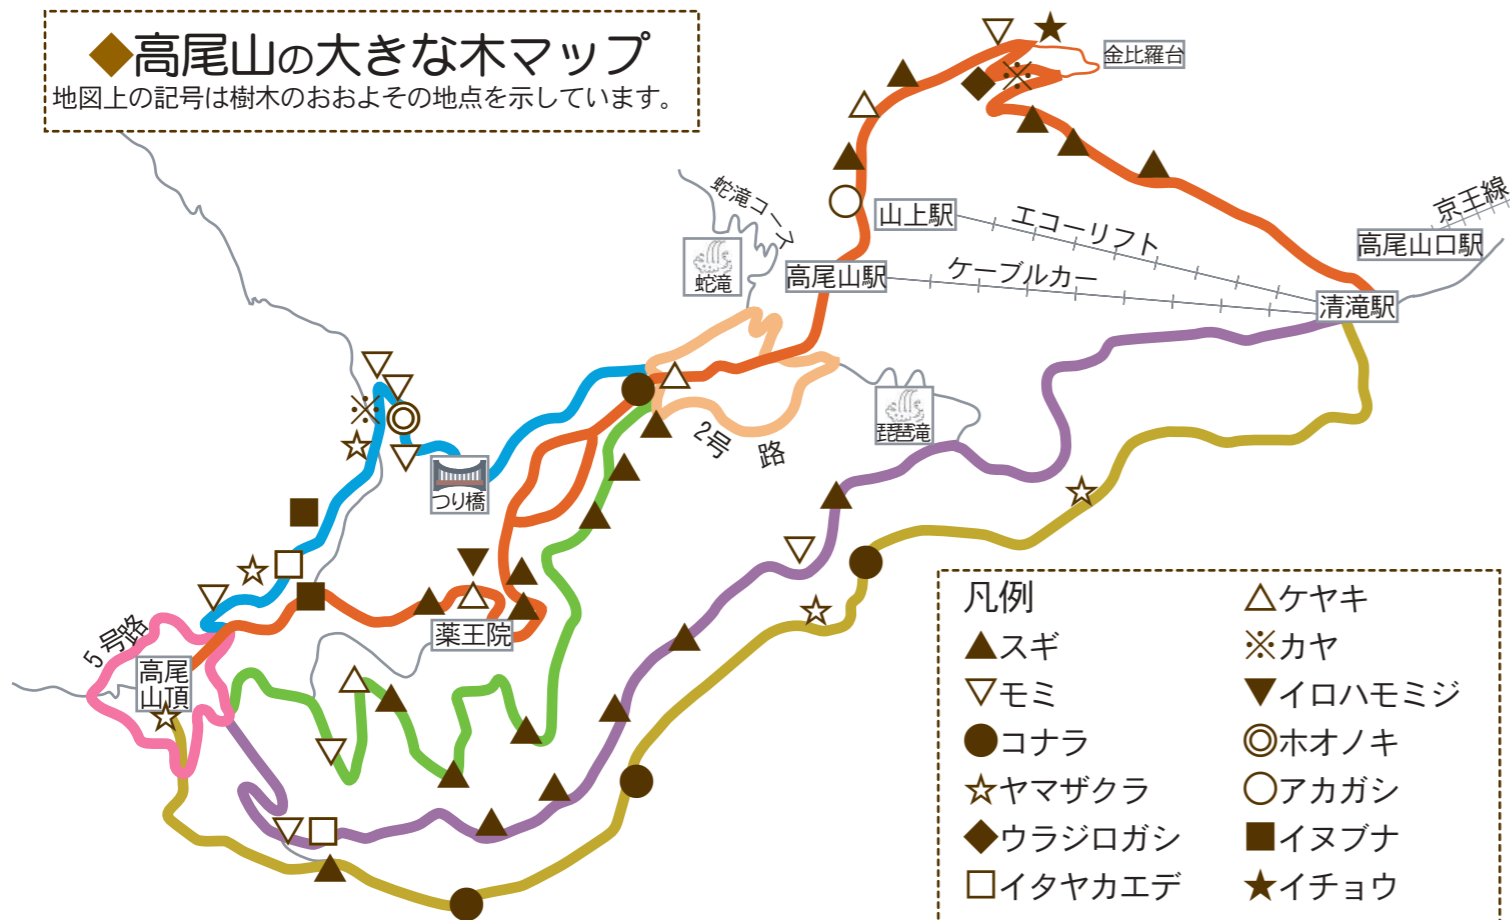 ◆高尾山の大きな木マップ
地図上の記号は樹木のおおよその地点を示しています。
金比羅台
蛇滝コース
蛇滝
山上駅
エコーリフト
京王線
高尾山口駅
高尾山駅
ケーブルカー
清滝駅
2号路
琵琶滝
つり橋
薬王院
5号路
高尾
山頂
凡例
△ケヤキ
▲スギ
※カヤ
▽モミ
▼イロハモミジ
●コナラ
◎ホオノキ
☆ヤマザクラ
○アカガシ
◆ウラジロガシ
■イヌブナ
□イタヤカエデ
★イチョウ